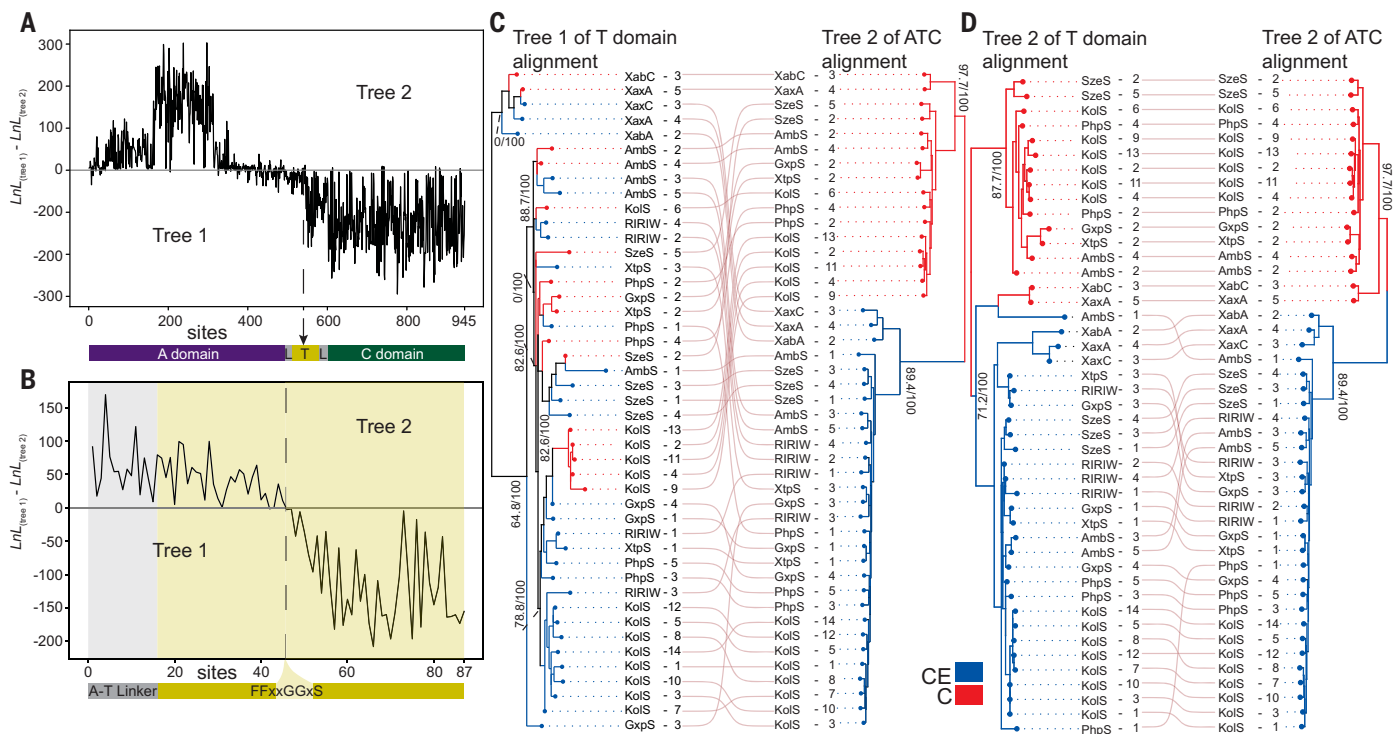 A
LnL(tree 1) - LnL(tree 2)
300
200
100
0
-100
-200
-300
Tree 2
Tree 1
0
200
400
600
800
945
sites
A domain
L
T
L
C domain
B
LnL(tree 1) - LnL(tree 2)
150
100
50
0
-50
-100
-150
-200
Tree 2
Tree 1
0
20
40
60
80
87
sites
A-T Linker
FFxxGGxS
C
Tree 1 of T domain
alignment
XabC - 3
XaxA - 5
XaxC - 3
XaxA - 4
XabA - 2
AmbS - 2
AmbS - 4
AmbS - 3
AmbS - 5
KolS - 6
RIRIW - 4
RIRIW - 2
SzeS - 5
XtpS - 3
PhpS - 2
GxpS - 2
XtpS - 2
PhpS - 1
PhpS - 4
SzeS - 2
AmbS - 1
SzeS - 3
SzeS - 1
SzeS - 4
KolS - 13
KolS - 2
KolS - 11
KolS - 4
KolS - 9
GxpS - 4
GxpS - 1
RIRIW - 1
XtpS - 1
PhpS - 5
PhpS - 3
RIRIW - 3
KolS - 12
KolS - 5
KolS - 8
KolS - 14
KolS - 1
KolS - 10
KolS - 3
KolS - 7
GxpS - 3
0/100
88.7/100
0/100
82.6/100
82.6/100
64.8/100
78.8/100
Tree 2 of ATC
alignment
XabC - 3
XaxA - 4
SzeS - 5
SzeS - 2
AmbS - 2
AmbS - 4
GxpS - 2
XtpS - 2
KolS - 6
PhpS - 4
PhpS - 2
KolS - 13
KolS - 2
KolS - 11
KolS - 4
KolS - 9
XaxC - 3
XaxA - 4
XabA - 2
AmbS - 1
SzeS - 3
SzeS - 4
SzeS - 1
AmbS - 3
AmbS - 5
RIRIW - 4
RIRIW - 2
RIRIW - 1
XtpS - 3
GxpS - 3
RIRIW - 3
PhpS - 1
GxpS - 1
XtpS - 1
GxpS - 4
PhpS - 5
PhpS - 3
KolS - 14
KolS - 12
KolS - 5
KolS - 1
KolS - 8
KolS - 7
KolS - 10
KolS - 3
97.7/100
89.4/100
D
Tree 2 of T domain
alignment
SzeS - 2
SzeS - 5
KolS - 6
PhpS - 4
KolS - 9
KolS - 13
KolS - 2
KolS - 11
KolS - 4
PhpS - 2
GxpS - 2
XtpS - 2
AmbS - 4
AmbS - 2
XabC - 3
XaxA - 5
AmbS - 1
XabA - 2
XaxA - 4
XaxC - 3
XtpS - 3
RIRIW - 3
GxpS - 3
SzeS - 4
SzeS - 3
SzeS - 1
RIRIW - 2
RIRIW - 4
RIRIW - 1
GxpS - 1
XtpS - 1
AmbS - 3
AmbS - 5
GxpS - 4
PhpS - 5
PhpS - 3
KolS - 14
KolS - 5
KolS - 8
KolS - 12
KolS - 7
KolS - 10
KolS - 3
KolS - 1
PhpS - 1
87.7/100
71.2/100
Tree 2 of ATC
alignment
SzeS - 2
SzeS - 5
KolS - 6
PhpS - 4
KolS - 9
KolS - 13
KolS - 2
KolS - 11
KolS - 4
PhpS - 2
GxpS - 2
XtpS - 2
AmbS - 4
AmbS - 2
XabC - 3
XaxA - 5
XabA - 2
XaxA - 4
XaxC - 3
AmbS - 1
SzeS - 4
SzeS - 3
SzeS - 1
RIRIW - 4
AmbS - 3
AmbS - 5
RIRIW - 3
XtpS - 3
GxpS - 3
RIRIW - 2
RIRIW - 1
GxpS - 1
XtpS - 1
PhpS - 1
GxpS - 4
PhpS - 5
PhpS - 3
KolS - 14
KolS - 5
KolS - 12
KolS - 8
KolS - 7
KolS - 10
KolS - 3
KolS - 1
97.7/100
89.4/100
CE
C